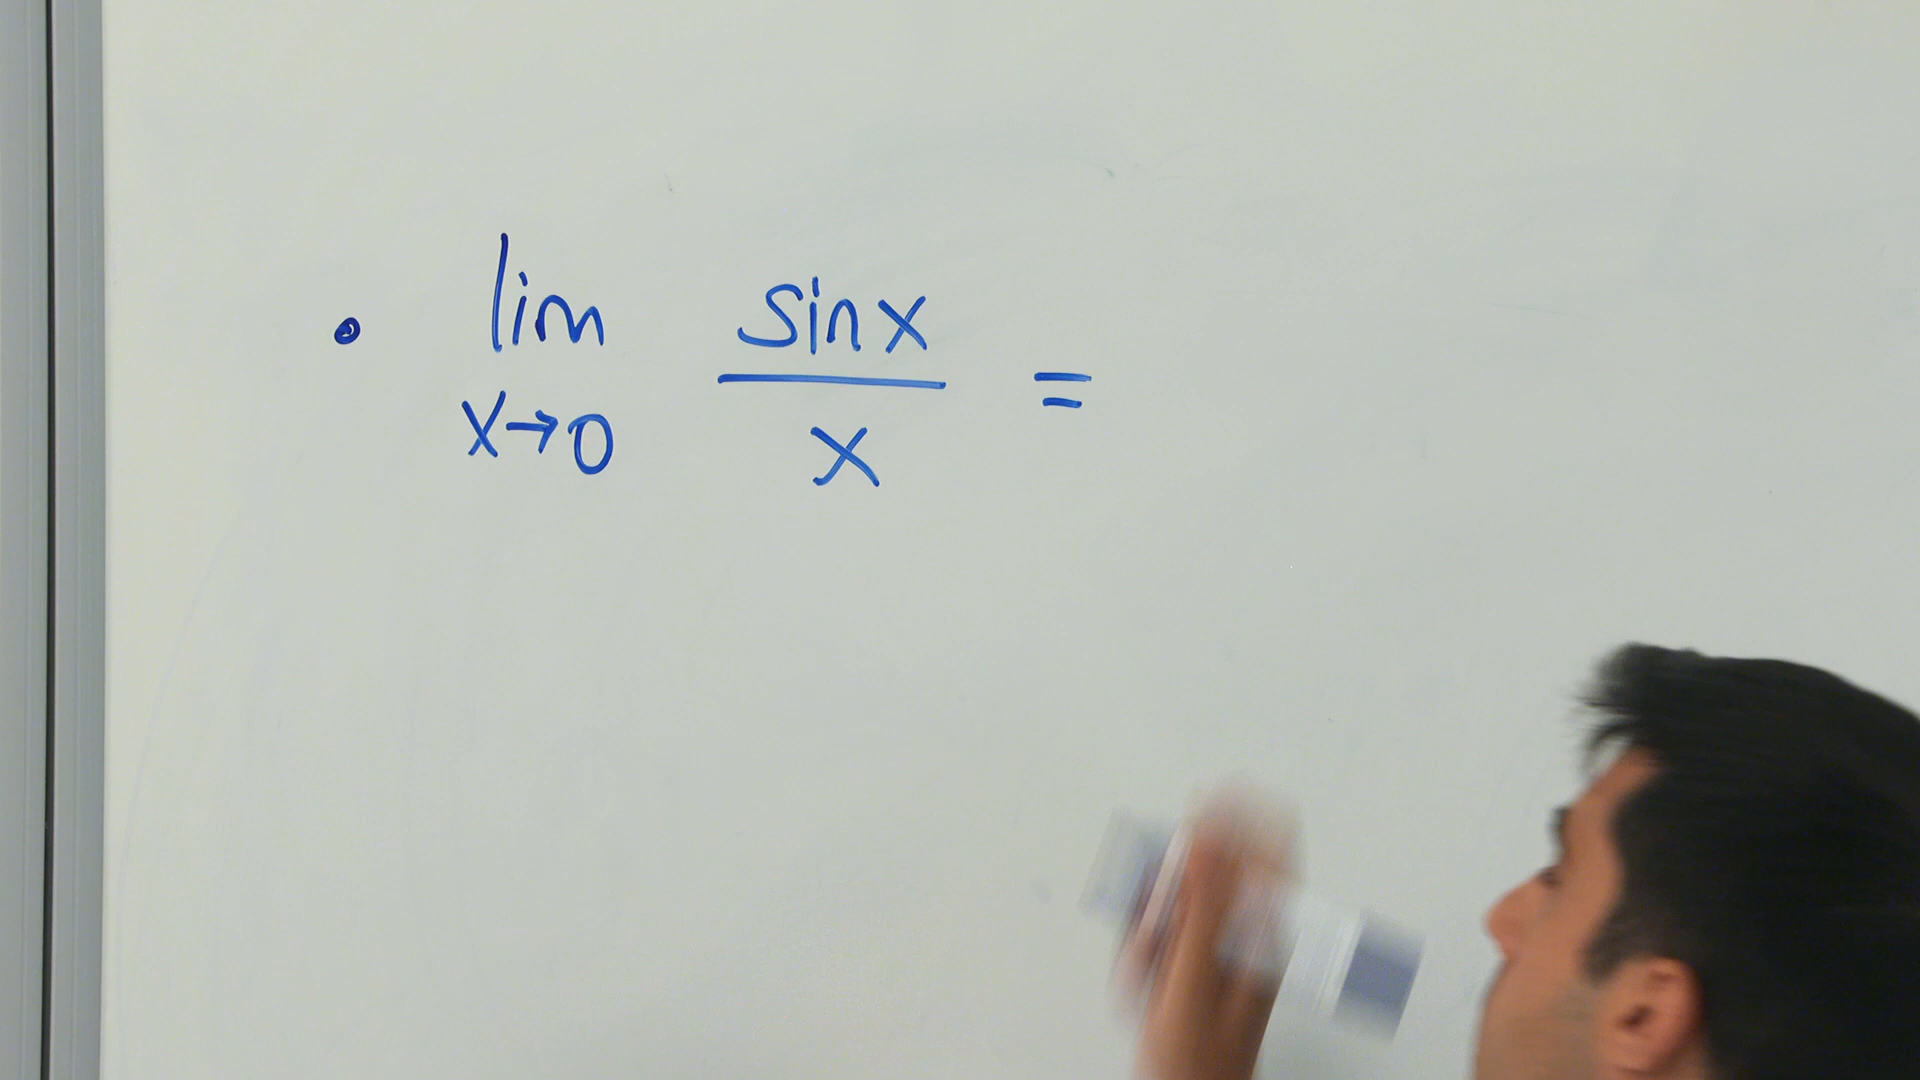 • lim sin x / x =
x→0